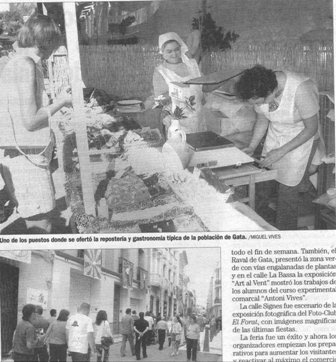 Uno de los puestos donde se ofertó la repostería y gastronomía típica de la población de Gata. /MIGUEL VIVES
todo el fin de semana. También, el
Raval de Gata, presentó la zona ver-
de con vías engalanadas de plantas
y en el calle La Bassa la exposición
"Art al Vent" mostró los trabajos de
los alumnos del curso experimental
comarcal "Antoni Vives".
La calle Signes fue escenario de la
exposición fotográfica del Foto-Club
El Forat, con imágenes magníficas
de las últimas fiestas.
La feria fue un éxito y ahora los
organizadores empiezan los prepa-
rativos para aumentar los visitantes
y reactivar al máximo el comercio